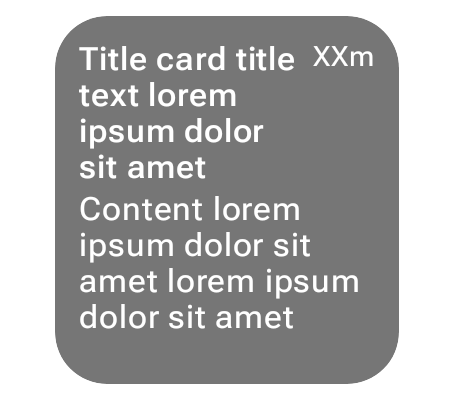 Title card title XXm
text lorem
ipsum dolor
sit amet
Content lorem
ipsum dolor sit
amet lorem ipsum
dolor sit amet